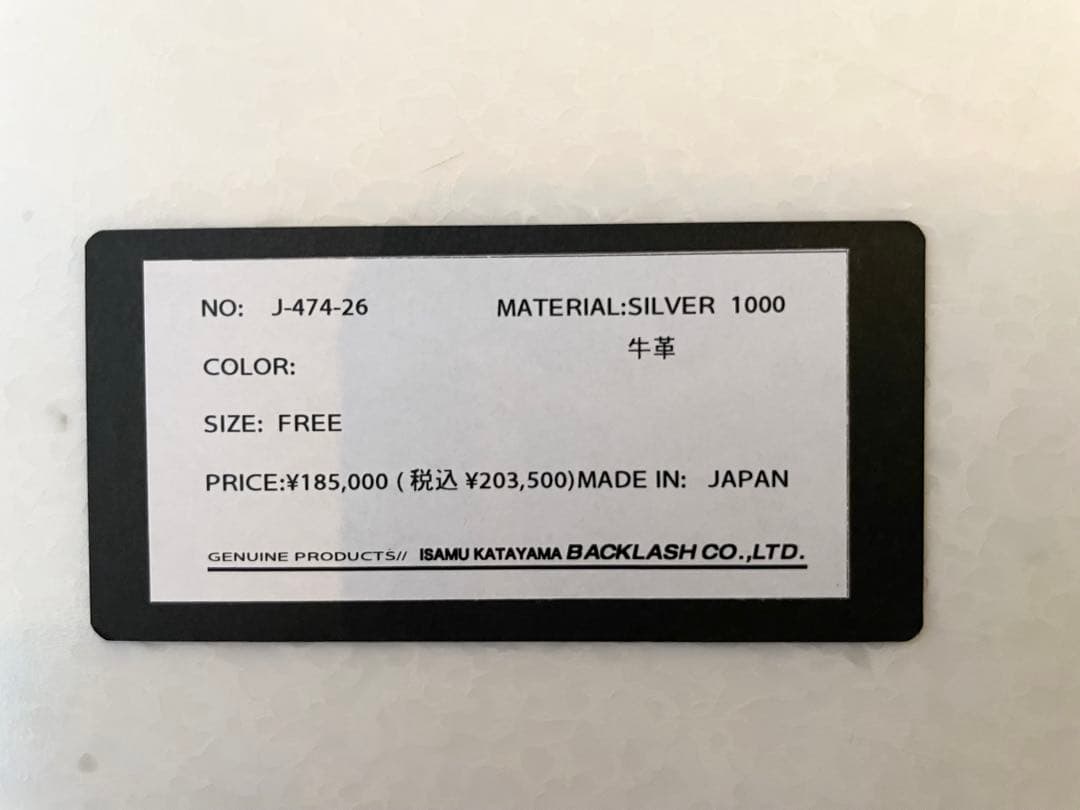 NO: J-474-26 MATERIAL:SILVER 1000
牛革
COLOR:
SIZE: FREE
PRICE:¥185,000 (税込 ¥203,500)MADE IN: JAPAN
GENUINE PRODUCTS// ISAMU KATAYAMA BACKLASH CO.,LTD.